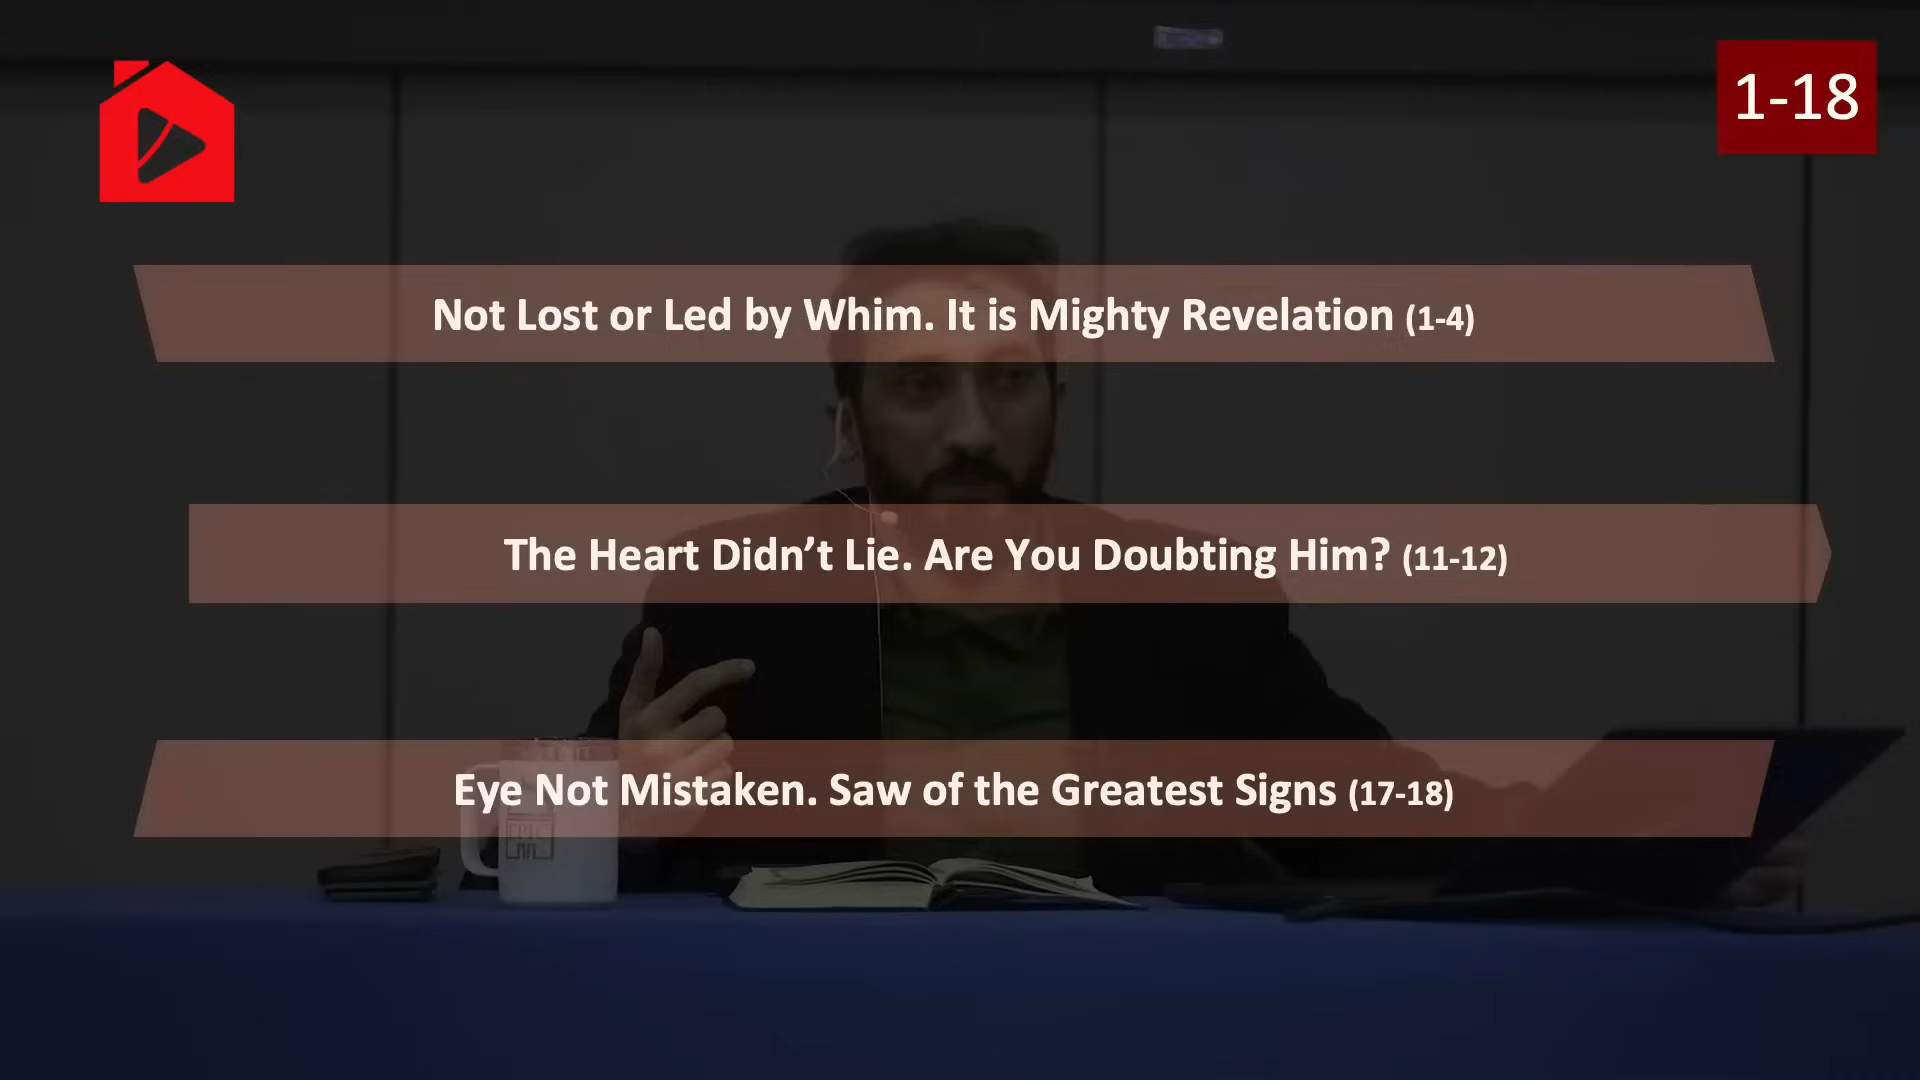 1-18
Not Lost or Led by Whim. It is Mighty Revelation (1-4)
The Heart Didn’t Lie. Are You Doubting Him? (11-12)
Eye Not Mistaken. Saw of the Greatest Signs (17-18)
EPIC